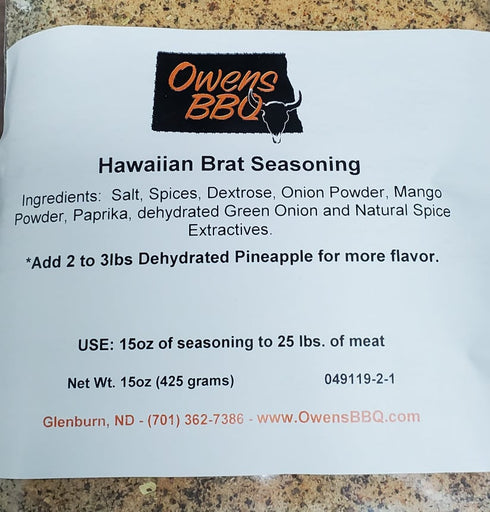 Owens
BBQ
Hawaiian Brat Seasoning
Ingredients: Salt, Spices, Dextrose, Onion Powder, Mango
Powder, Paprika, dehydrated Green Onion and Natural Spice
Extractives.
*Add 2 to 3lbs Dehydrated Pineapple for more flavor.
USE: 15oz of seasoning to 25 lbs. of meat
Net Wt. 15oz (425 grams) 049119-2-1
Glenburn, ND - (701) 362-7386 - www.OwensBBQ.com